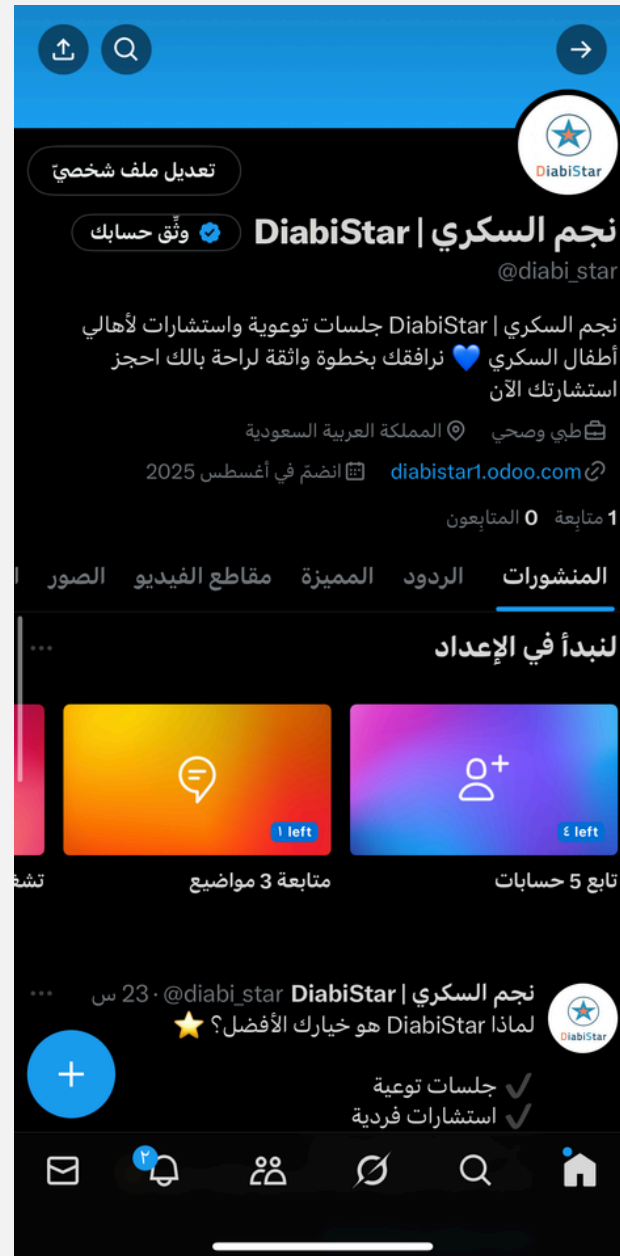 DiabiStar
تعديل ملف شخصيّ
نجم السكري | DiabiStar وثِّق حسابك
@diabi_star
نجم السكري | DiabiStar جلسات توعوية واستشارات لأهالي
أطفال السكري 💙 نرافقك بخطوة واثقة لراحة بالك احجز
استشارتك الآن
طبي وصحي المملكة العربية السعودية
diabistar1.odoo.com انضمّ في أغسطس 2025
1 متابِعة 0 المتابِعون
المنشورات الردود المميزة مقاطع الفيديو الصور
لنبدأ في الإعداد
٤ left
١ left
تابع 5 حسابات
متابعة 3 مواضيع
نجم السكري | DiabiStar @diabi_star · 23 س
DiabiStar
لماذا DiabiStar هو خيارك الأفضل؟ ⭐
✔ جلسات توعية
✔ استشارات فردية
٢